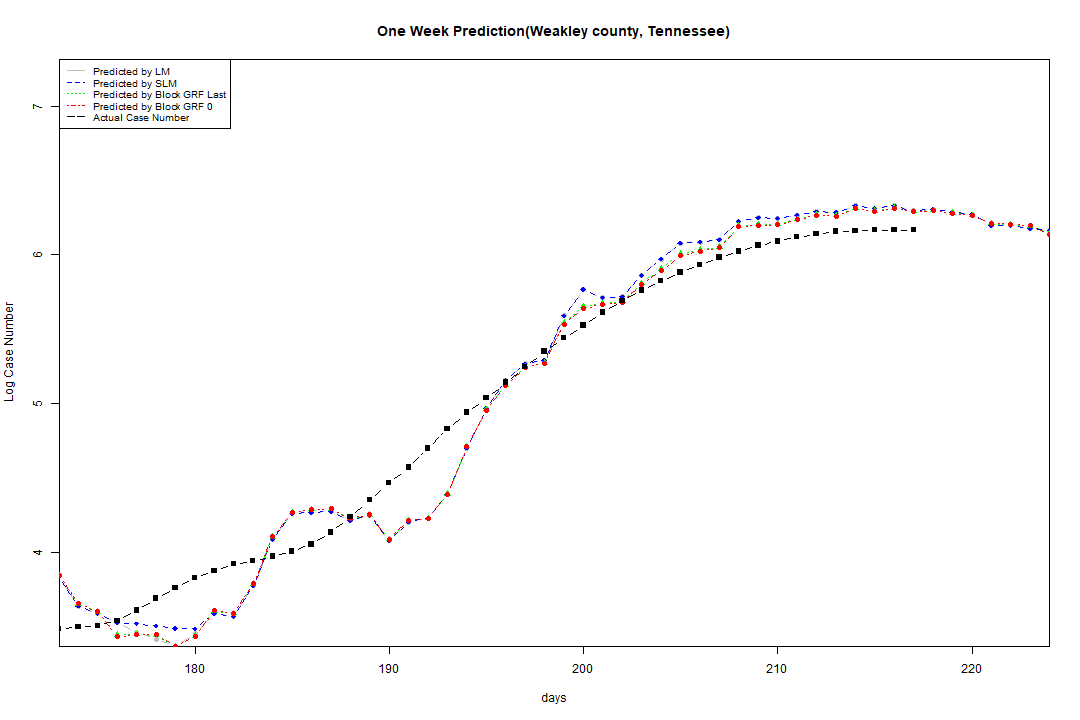 One Week Prediction(Weakley county, Tennessee)
Predicted by LM
Predicted by SLM
Predicted by Block GRF Last
Predicted by Block GRF 0
Actual Case Number
7
6
5
4
Log Case Number
180 190 200 210 220
days